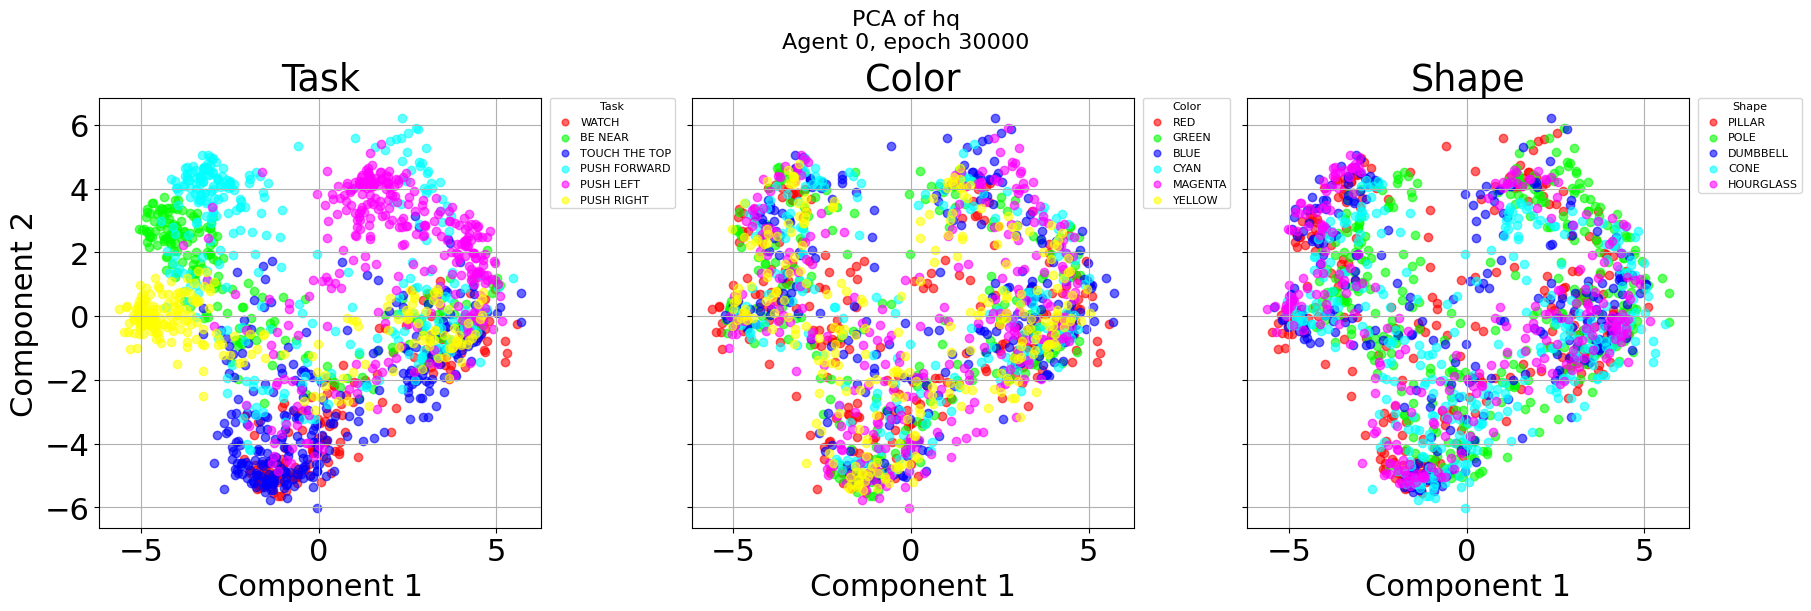 PCA of hq
Agent 0, epoch 30000
Task
Color
Shape
Component 2
6
4
2
0
−2
−4
−6
−5 0 5
Component 1
Task
WATCH
BE NEAR
TOUCH THE TOP
PUSH FORWARD
PUSH LEFT
PUSH RIGHT
−5 0 5
Component 1
Color
RED
GREEN
BLUE
CYAN
MAGENTA
YELLOW
−5 0 5
Component 1
Shape
PILLAR
POLE
DUMBBELL
CONE
HOURGLASS